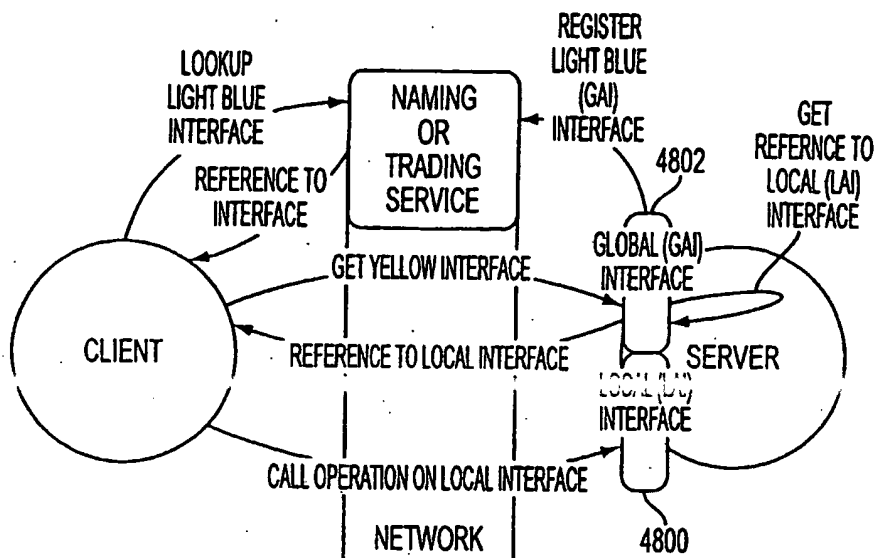 LOOKUP
LIGHT BLUE
INTERFACE
NAMING
OR
TRADING
SERVICE
REGISTER
LIGHT BLUE
(GAI)
INTERFACE
GET
REFERNCE TO
LOCAL (LAI)
INTERFACE
4802
REFERENCE TO
INTERFACE
GLOBAL (GAI)
INTERFACE
GET YELLOW INTERFACE
CLIENT
REFERENCE TO LOCAL INTERFACE
SERVER
LOCAL (LAI)
INTERFACE
CALL OPERATION ON LOCAL INTERFACE
NETWORK
4800